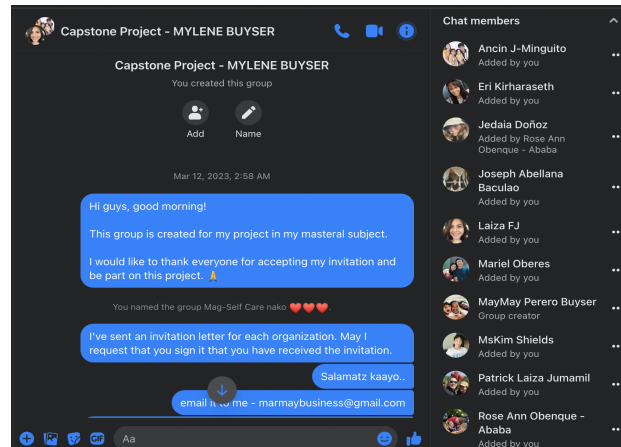 Capstone Project - MYLENE BUYSER
Capstone Project - MYLENE BUYSER
You created this group
Add
Name
Mar 12, 2023, 2:58 AM
Hi guys, good morning!
This group is created for my project in my masteral subject.
I would like to thank everyone for accepting my invitation and
be part on this project. 🙏
You named the group Mag-Self Care nako ❤️❤️❤️.
I've sent an invitation letter for each organization. May I
request that you sign it that you have received the invitation.
Salamatz kaayo..
email it to me - marmaybusiness@gmail.com
GIF
Aa
Chat members
Ancin J-Minguito
Added by you
Eri Kirharaseth
Added by you
Jedaia Doñoz
Added by Rose Ann
Obenque - Ababa
Joseph Abellana
Baculao
Added by you
Laiza FJ
Added by you
Mariel Oberes
Added by you
MayMay Perero Buyser
Group creator
MsKim Shields
Added by you
Patrick Laiza Jumamil
Added by you
Rose Ann Obenque -
Ababa
Added by you